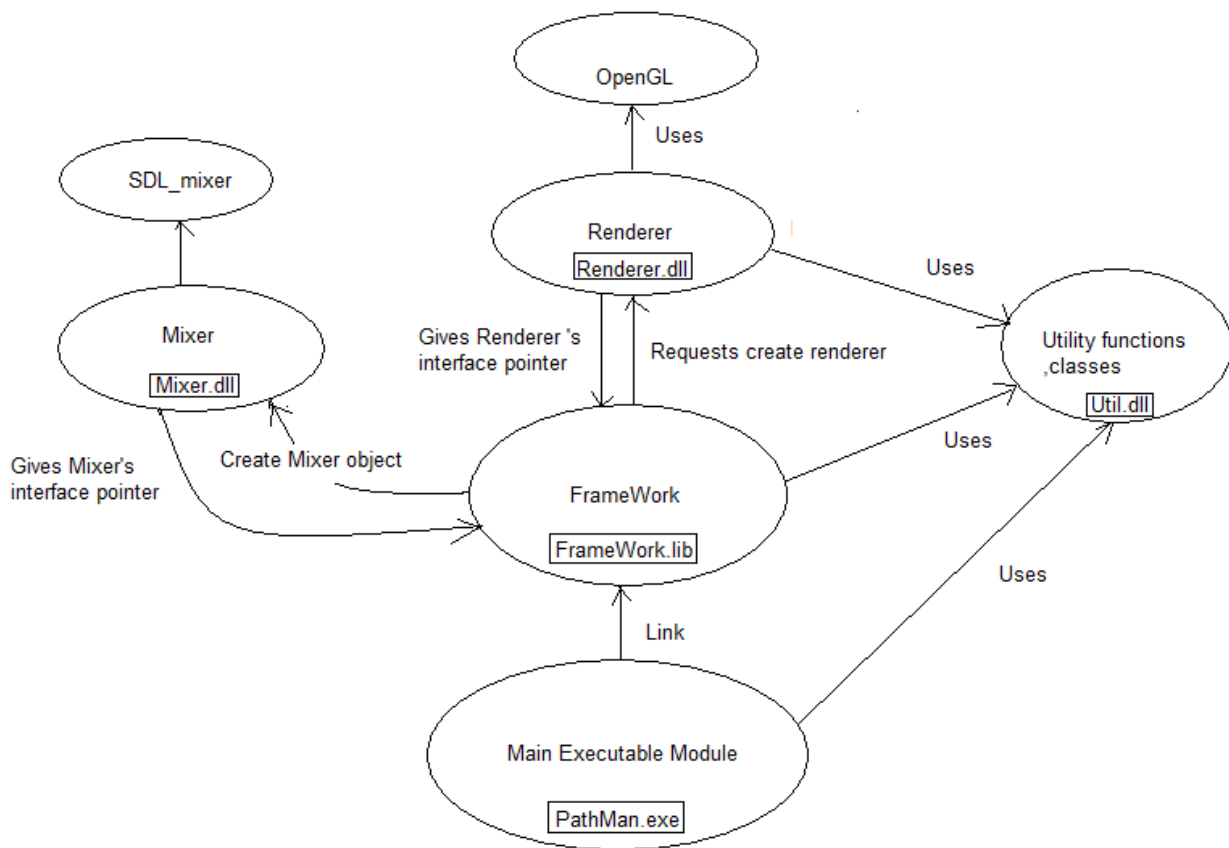 OpenGL
Uses
SDL_mixer
Renderer
Renderer.dll
Uses
Mixer
Mixer.dll
Gives Renderer 's
interface pointer
Requests create renderer
Utility functions
,classes
Util.dll
Gives Mixer's
interface pointer
Create Mixer object
Uses
FrameWork
FrameWork.lib
Uses
Link
Main Executable Module
PathMan.exe